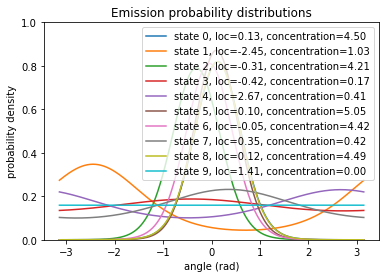 Emission probability distributions
1.0
0.8
0.6
0.4
0.2
0.0
probability density
state 0, loc=0.13, concentration=4.50
state 1, loc=-2.45, concentration=1.03
state 2, loc=-0.31, concentration=4.21
state 3, loc=-0.42, concentration=0.17
state 4, loc=2.67, concentration=0.41
state 5, loc=0.10, concentration=5.05
state 6, loc=-0.05, concentration=4.42
state 7, loc=0.35, concentration=0.42
state 8, loc=0.12, concentration=4.49
state 9, loc=1.41, concentration=0.00
−3 −2 −1 0 1 2 3
angle (rad)